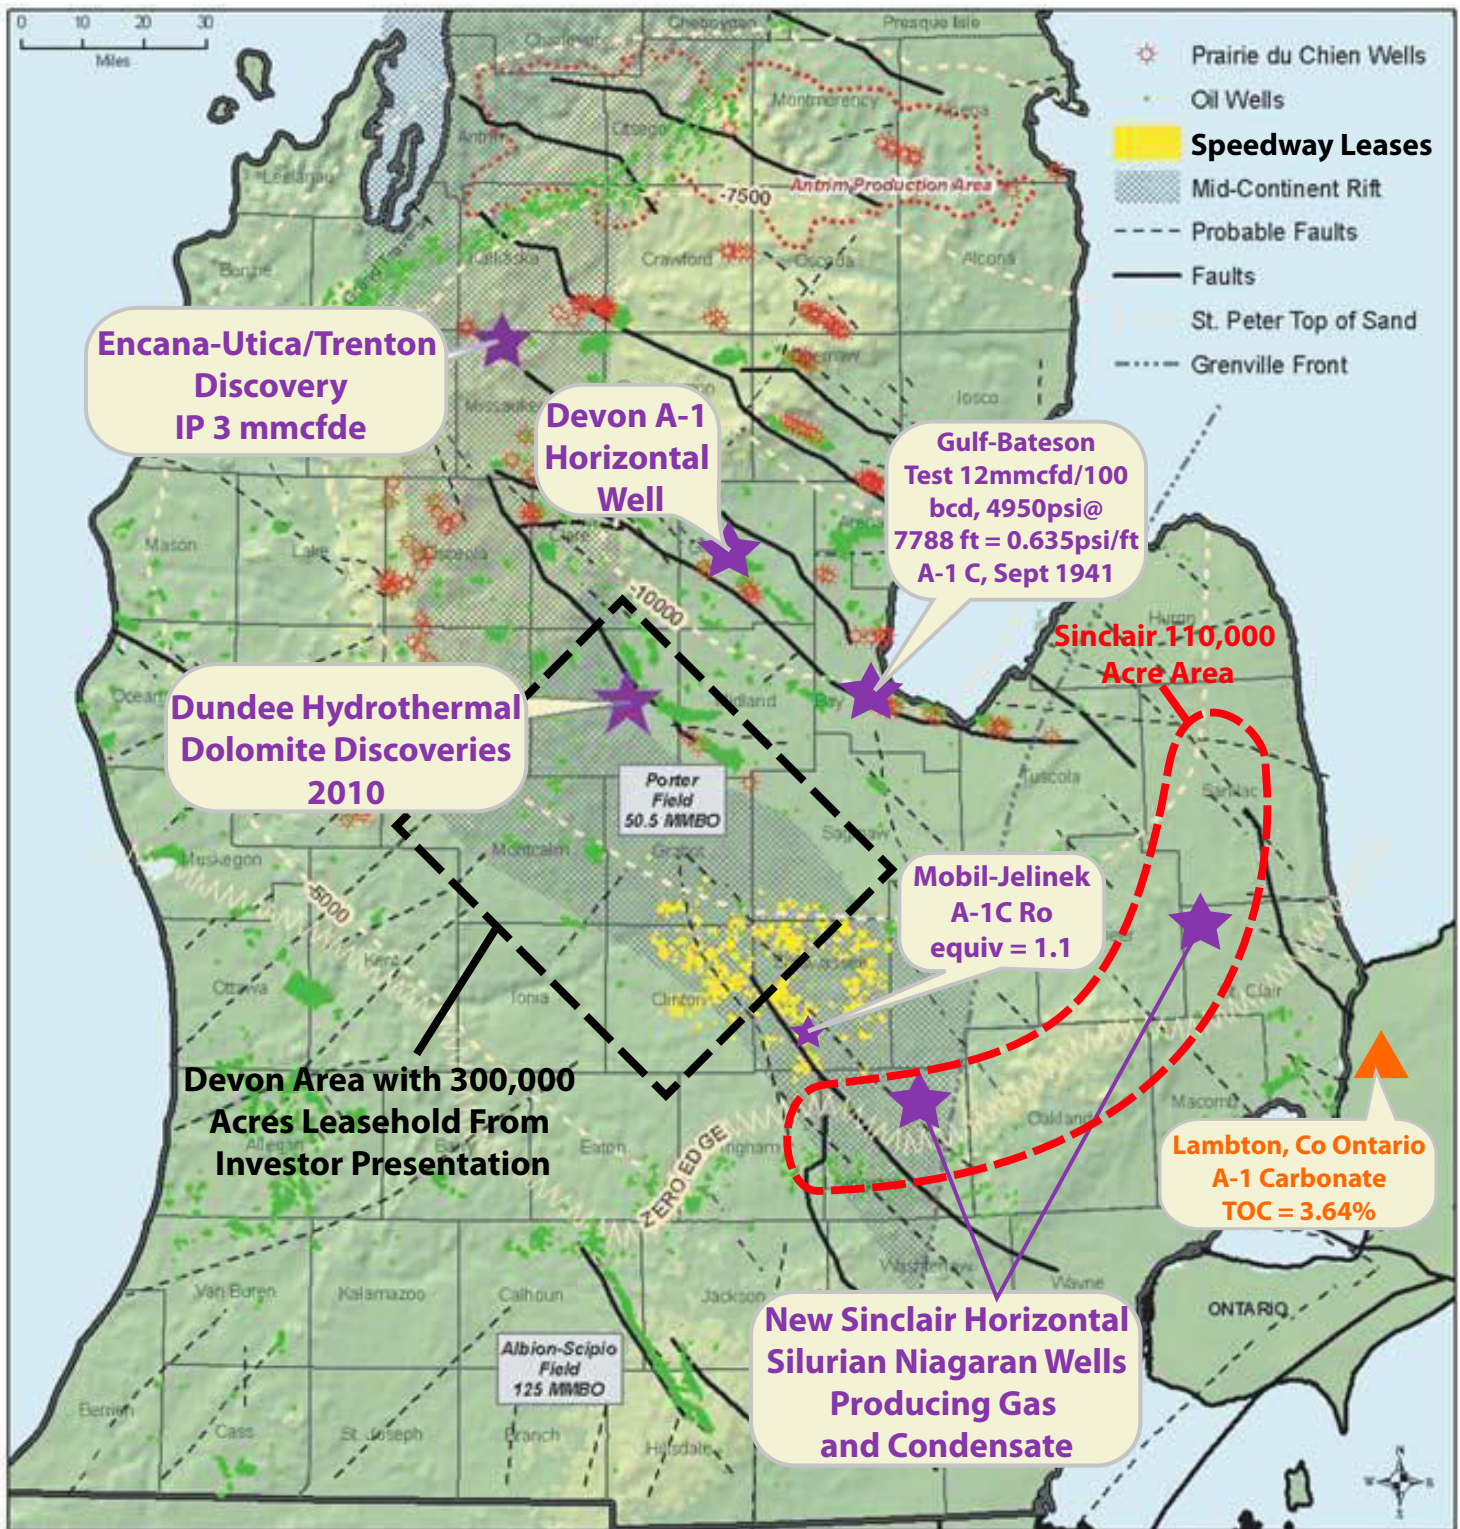 0 10 20 30
Miles
Cheboygan
Presque Isle
Charlevoix
Prairie du Chien Wells
Oil Wells
Speedway Leases
Mid-Continent Rift
Probable Faults
Faults
St. Peter Top of Sand
Grenville Front
Antrim
Otsego
Montmorency
Alpena
Leelanau
Antrim Production Area
-7500
Benzie
Grand Traverse
Kalkaska
Crawford
Oscoda
Alcona
Encana-Utica/Trenton
Discovery
IP 3 mmcfde
Missaukee
Ogemaw
Iosco
Devon A-1
Horizontal
Well
Gulf-Bateson
Test 12mmcfd/100
bcd, 4950psi@
7788 ft = 0.635psi/ft
A-1 C, Sept 1941
Mason
Lake
Osceola
Clare
Arenac
-10000
Huron
Sinclair 110,000
Acre Area
Oceana
Midland
Bay
Dundee Hydrothermal
Dolomite Discoveries
2010
Porter
Field
50.5 MMBO
Tuscola
Sanilac
Muskegon
Montcalm
Gratiot
Saginaw
-5000
Mobil-Jelinek
A-1C Ro
equiv = 1.1
Kent
Ottawa
Ionia
Clinton
Shiawassee
St. Clair
Devon Area with 300,000
Acres Leasehold From
Investor Presentation
Allegan
Barry
Eaton
Ingham
Oakland
Macomb
ZERO EDGE
Lambton, Co Ontario
A-1 Carbonate
TOC = 3.64%
Van Buren
Kalamazoo
Calhoun
Jackson
Washtenaw
Wayne
ONTARIO
New Sinclair Horizontal
Silurian Niagaran Wells
Producing Gas
and Condensate
Albion-Scipio
Field
125 MMBO
Berrien
Cass
St. Joseph
Branch
Hillsdale
N
W
E
S